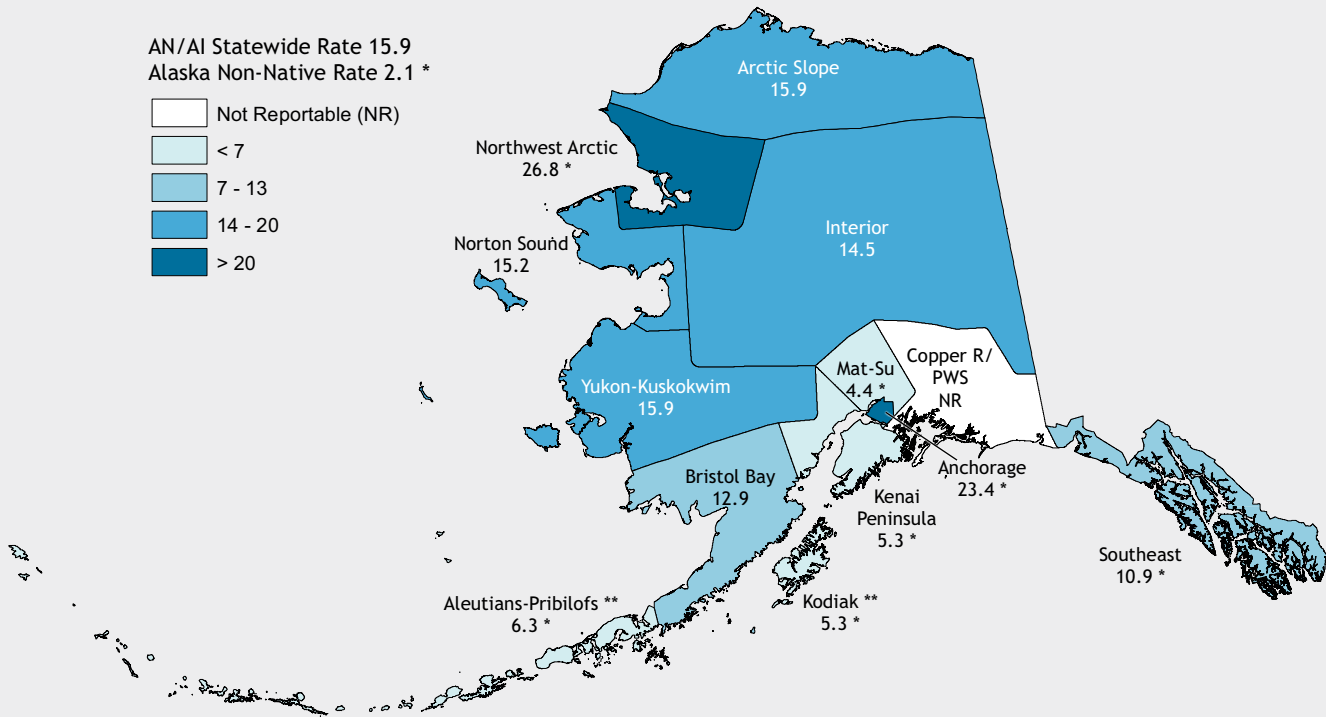 AN/AI Statewide Rate 15.9
Alaska Non-Native Rate 2.1 *
Not Reportable (NR)
< 7
7 - 13
14 - 20
> 20
Arctic Slope
15.9
Northwest Arctic
26.8 *
Interior
14.5
Norton Sound
15.2
Copper R/
PWS
NR
Mat-Su
4.4 *
Yukon-Kuskokwim
15.9
Anchorage
23.4 *
Bristol Bay
12.9
Kenai
Peninsula
5.3 *
Southeast
10.9 *
Aleutians-Pribilofs **
6.3 *
Kodiak **
5.3 *